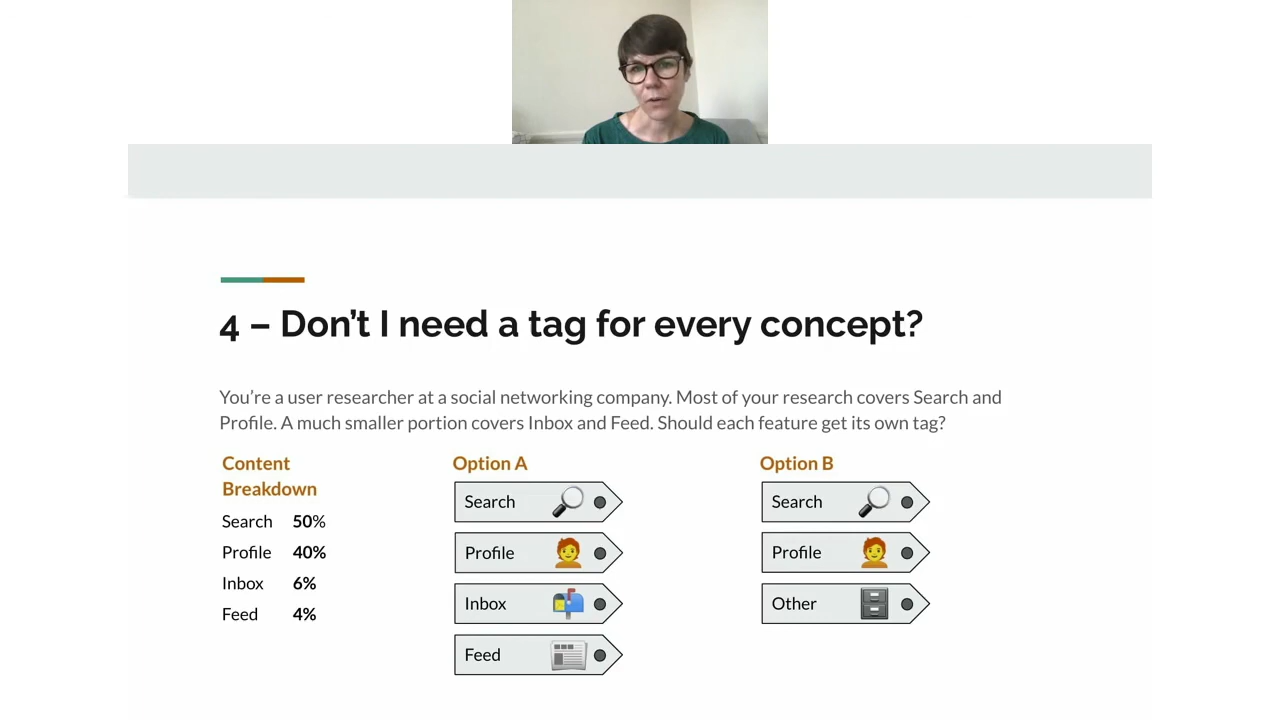 4 – Don't I need a tag for every concept?
You're a user researcher at a social networking company. Most of your research covers Search and
Profile. A much smaller portion covers Inbox and Feed. Should each feature get its own tag?
Content
Breakdown
Search 50%
Profile 40%
Inbox 6%
Feed 4%
Option A
Search
Profile
Inbox
Feed
Option B
Search
Profile
Other